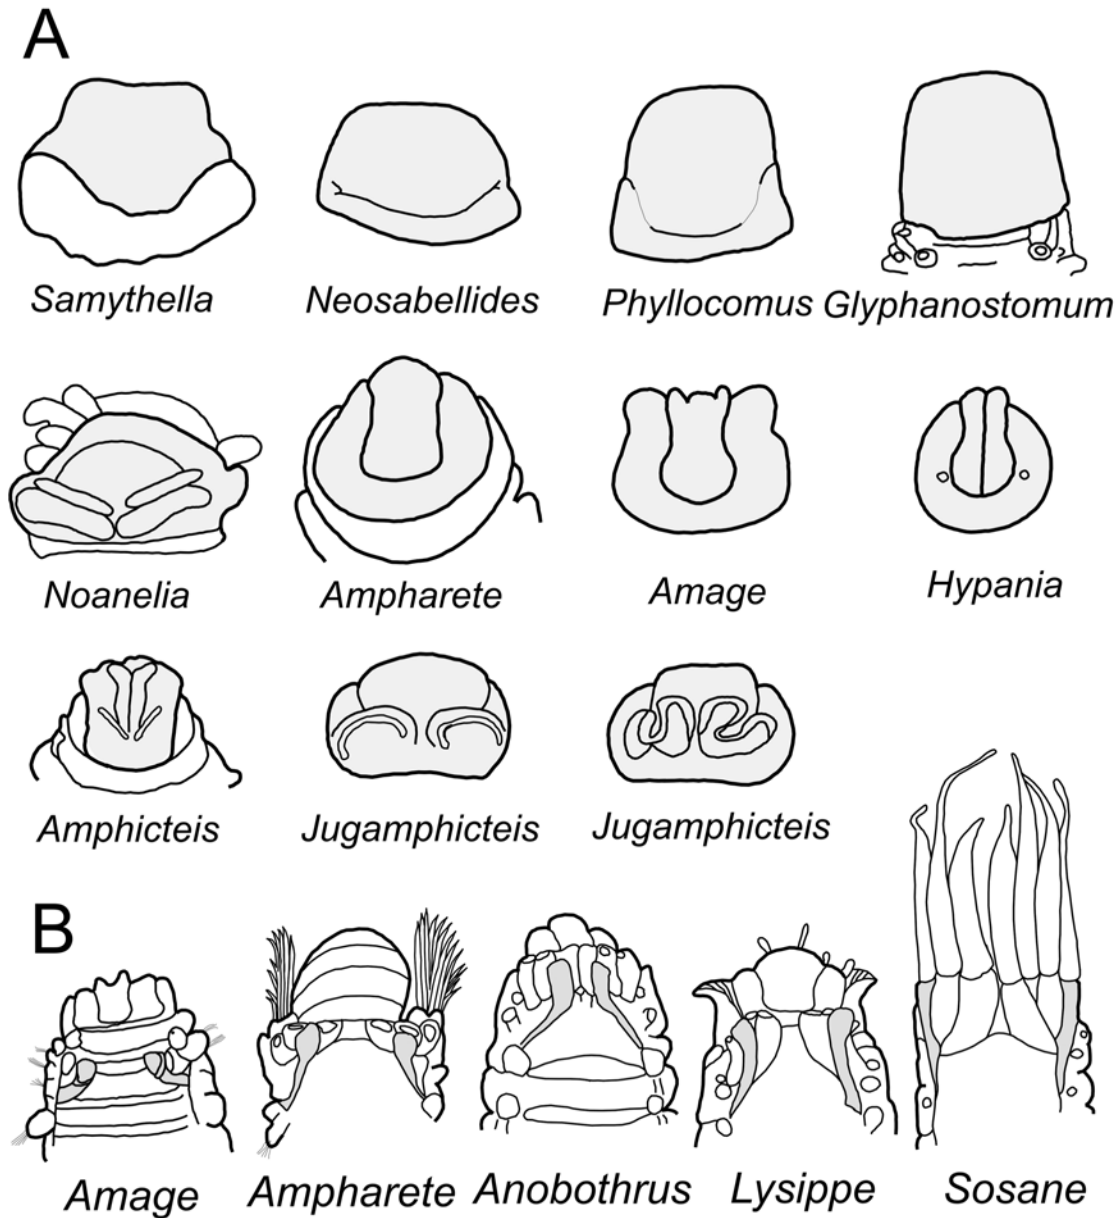 A
Samythella Neosabellides Phyllocomus Glyphanostomum
Noanelia Ampharete Amage Hypania
Amphicteis Jugamphicteis Jugamphicteis
B
Amage Ampharete Anobothrus Lysippe Sosane